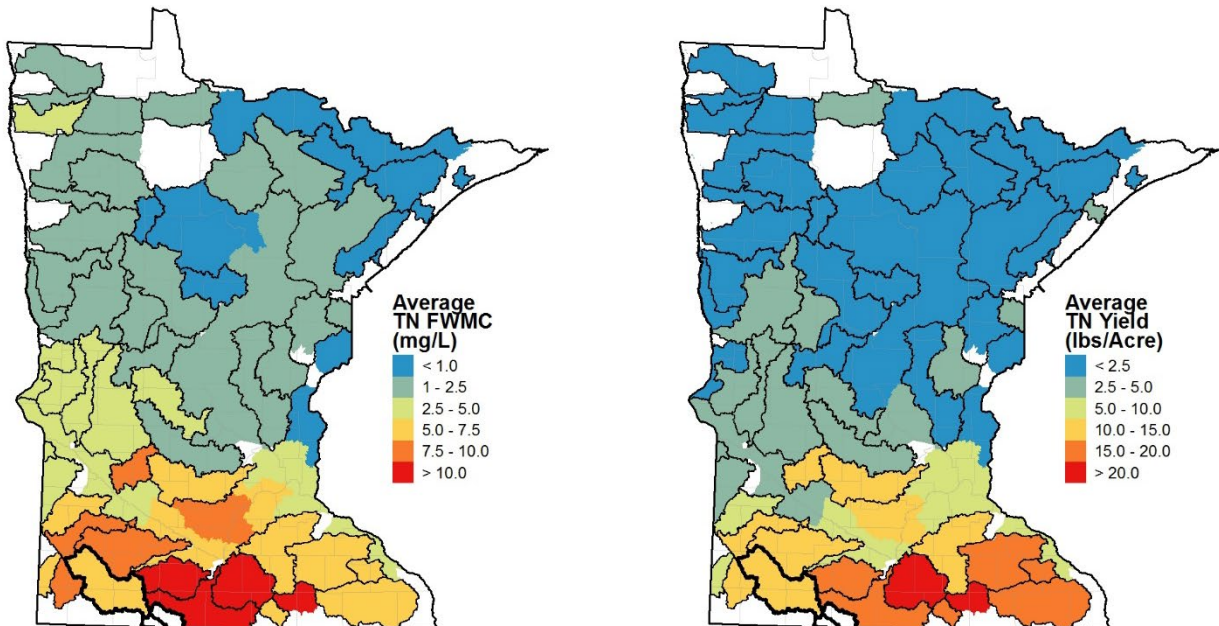 Average
TN FWMC
(mg/L)
< 1.0
1 - 2.5
2.5 - 5.0
5.0 - 7.5
7.5 - 10.0
> 10.0
Average
TN Yield
(lbs/Acre)
< 2.5
2.5 - 5.0
5.0 - 10.0
10.0 - 15.0
15.0 - 20.0
> 20.0